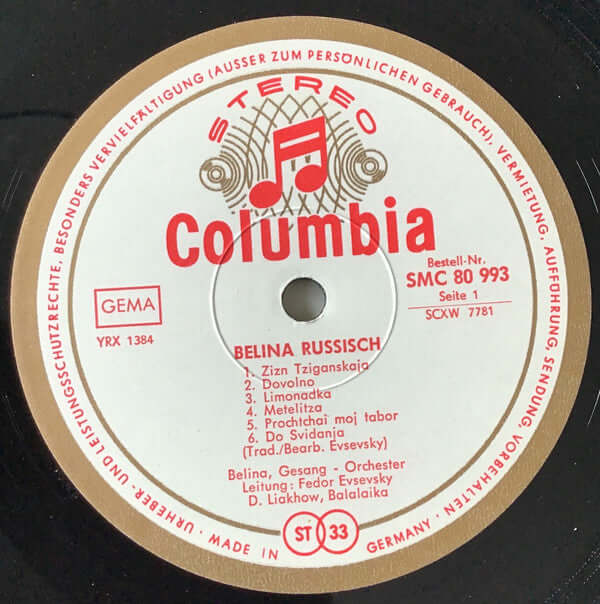 URHEBER- UND LEISTUNGSSCHUTZRECHTE, BESONDERS VERVIELFÄLTIGUNG (AUSSER ZUM PERSÖNLICHEN GEBRAUCH), VERMIETUNG, AUFFÜHRUNG, SENDUNG, VORBEHALTEN ·
STEREO
Columbia
Bestell-Nr.
SMC 80 993
Seite 1
SCXW 7781
GEMA
YRX 1384
BELINA RUSSISCH
1. Zizn Tziganskaja
2. Dovolno
3. Limonadka
4. Metelitza
5. Prochtchai moj tabor
6. Do Svidanja
(Trad./Bearb. Evsevsky)
Belina, Gesang - Orchester
Leitung: Fedor Evsevsky
D. Liakhow, Balalaika
· MADE IN GERMANY ·
ST 33